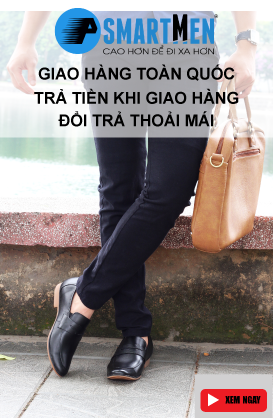 SMARTMEN
CAO HƠN ĐỂ ĐI XA HƠN
GIAO HÀNG TOÀN QUỐC
TRẢ TIỀN KHI GIAO HÀNG
ĐỔI TRẢ THOẢI MÁI
XEM NGAY